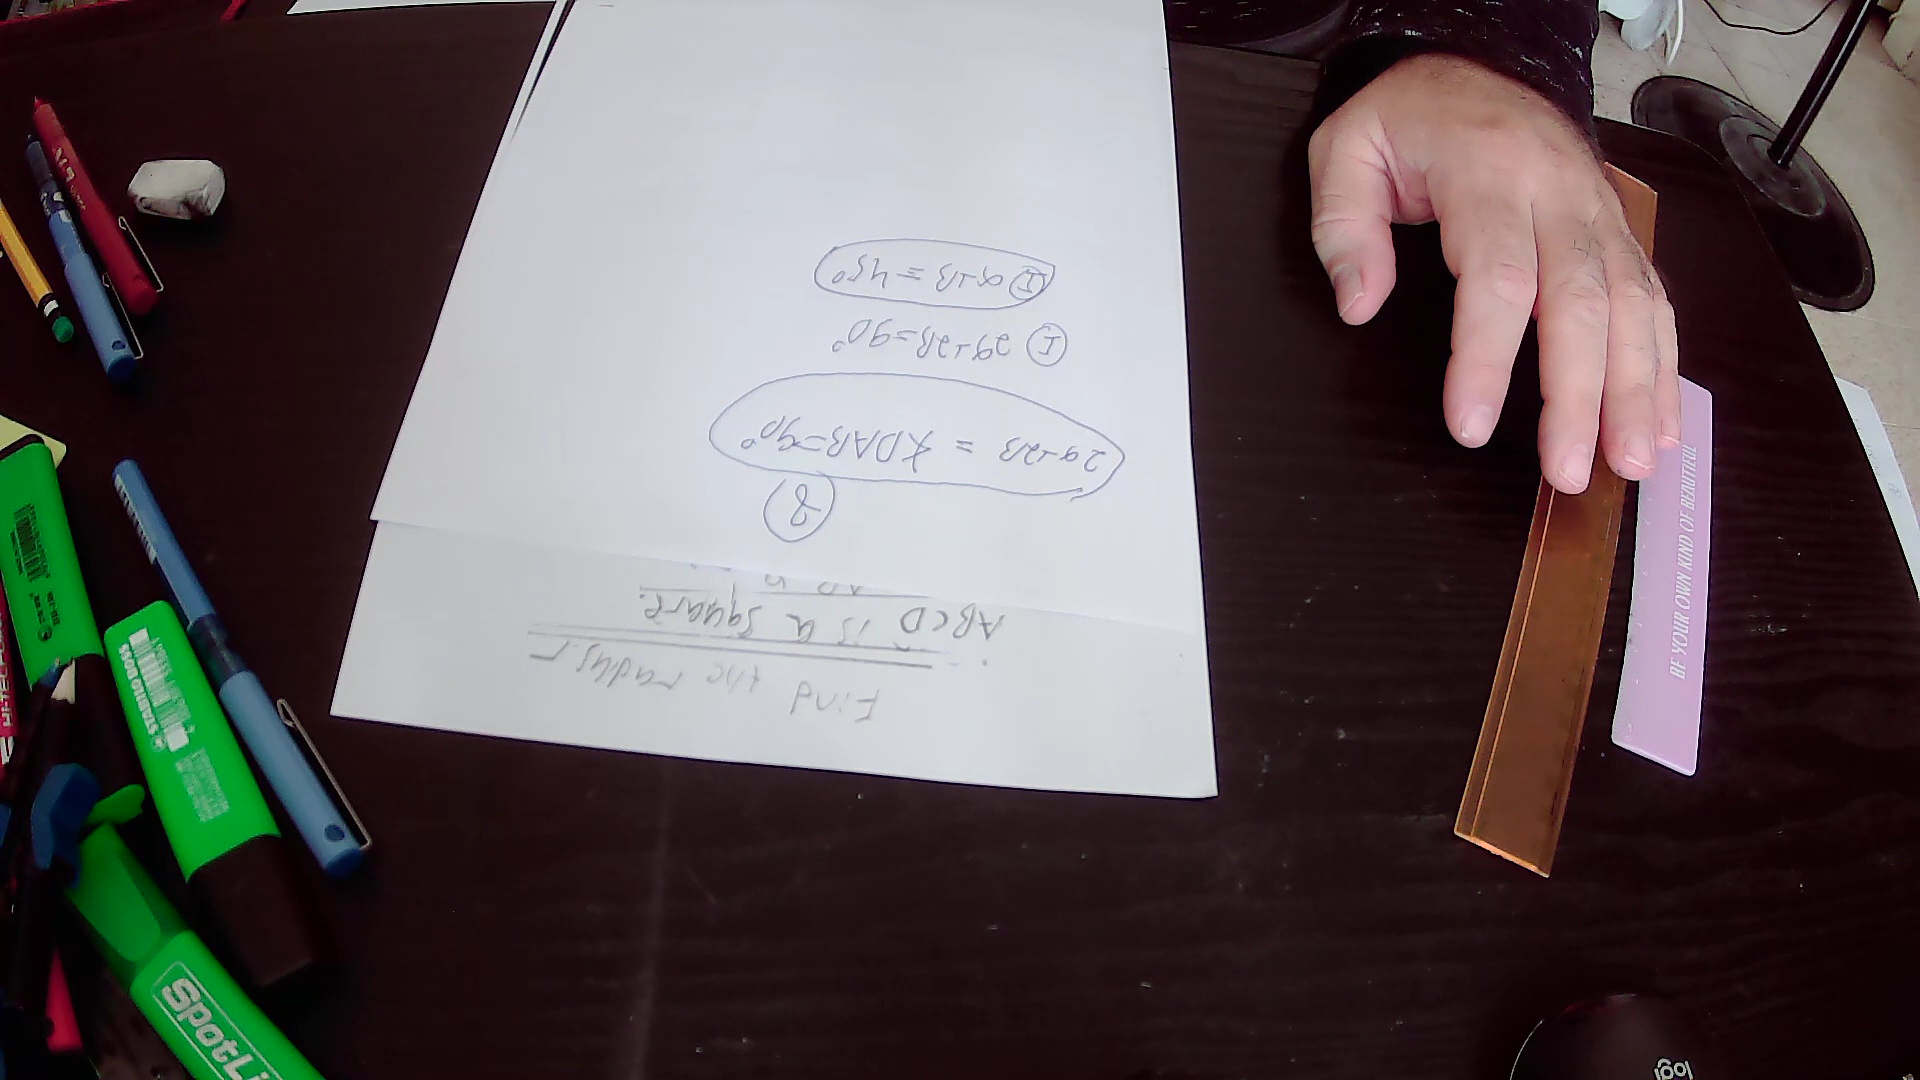 Find the radius r
ABCD is a square.
2
2α+2β = ∡DAB=90°
I 2α+2β=90°
I α+β = 45°
BE YOUR OWN KIND OF BEAUTIFUL
STABILO BOSS
SpotLi
logi